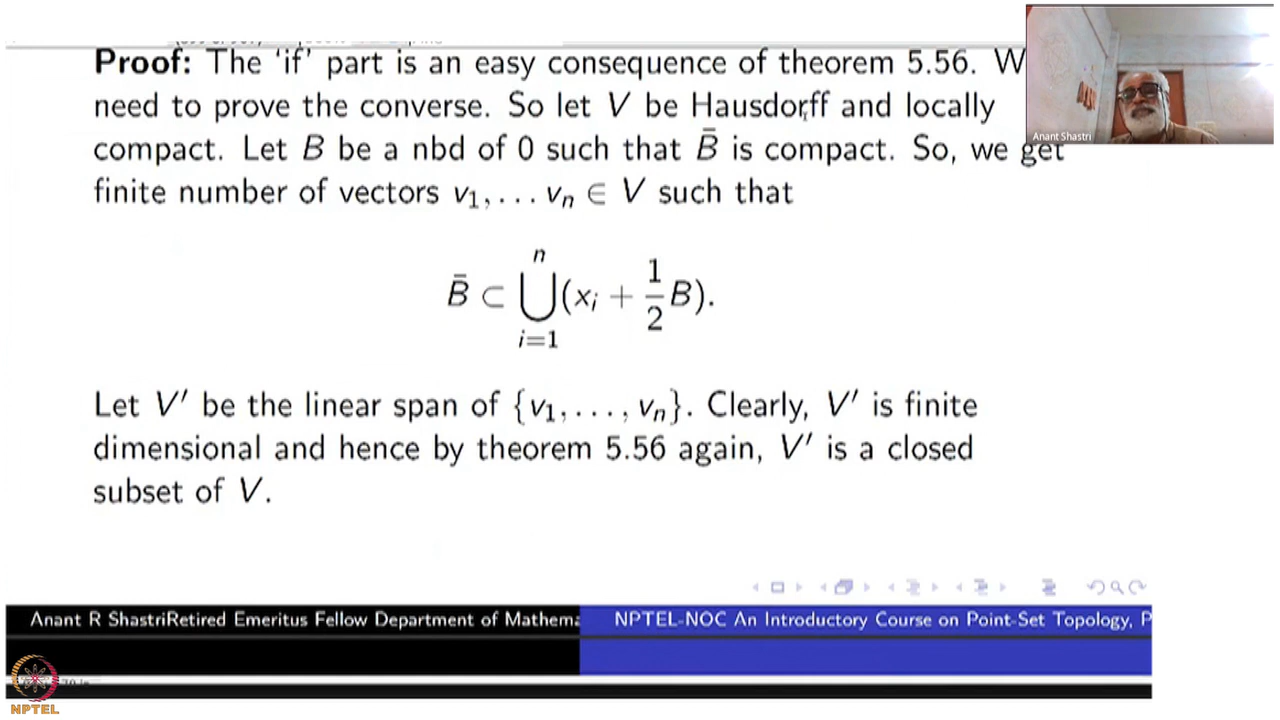 Proof: The ‘if’ part is an easy consequence of theorem 5.56. W
need to prove the converse. So let V be Hausdorff and locally
compact. Let B be a nbd of 0 such that B̄ is compact. So, we get
finite number of vectors v₁, . . . vₙ ∈ V such that
B̄ ⊂ ⋃ⁿᵢ₌₁ (xᵢ + ½B).
Let V′ be the linear span of {v₁, . . . , vₙ}. Clearly, V′ is finite
dimensional and hence by theorem 5.56 again, V′ is a closed
subset of V.
Anant Shastri
Anant R ShastriRetired Emeritus Fellow Department of Mathema
NPTEL-NOC An Introductory Course on Point-Set Topology, P
NPTEL